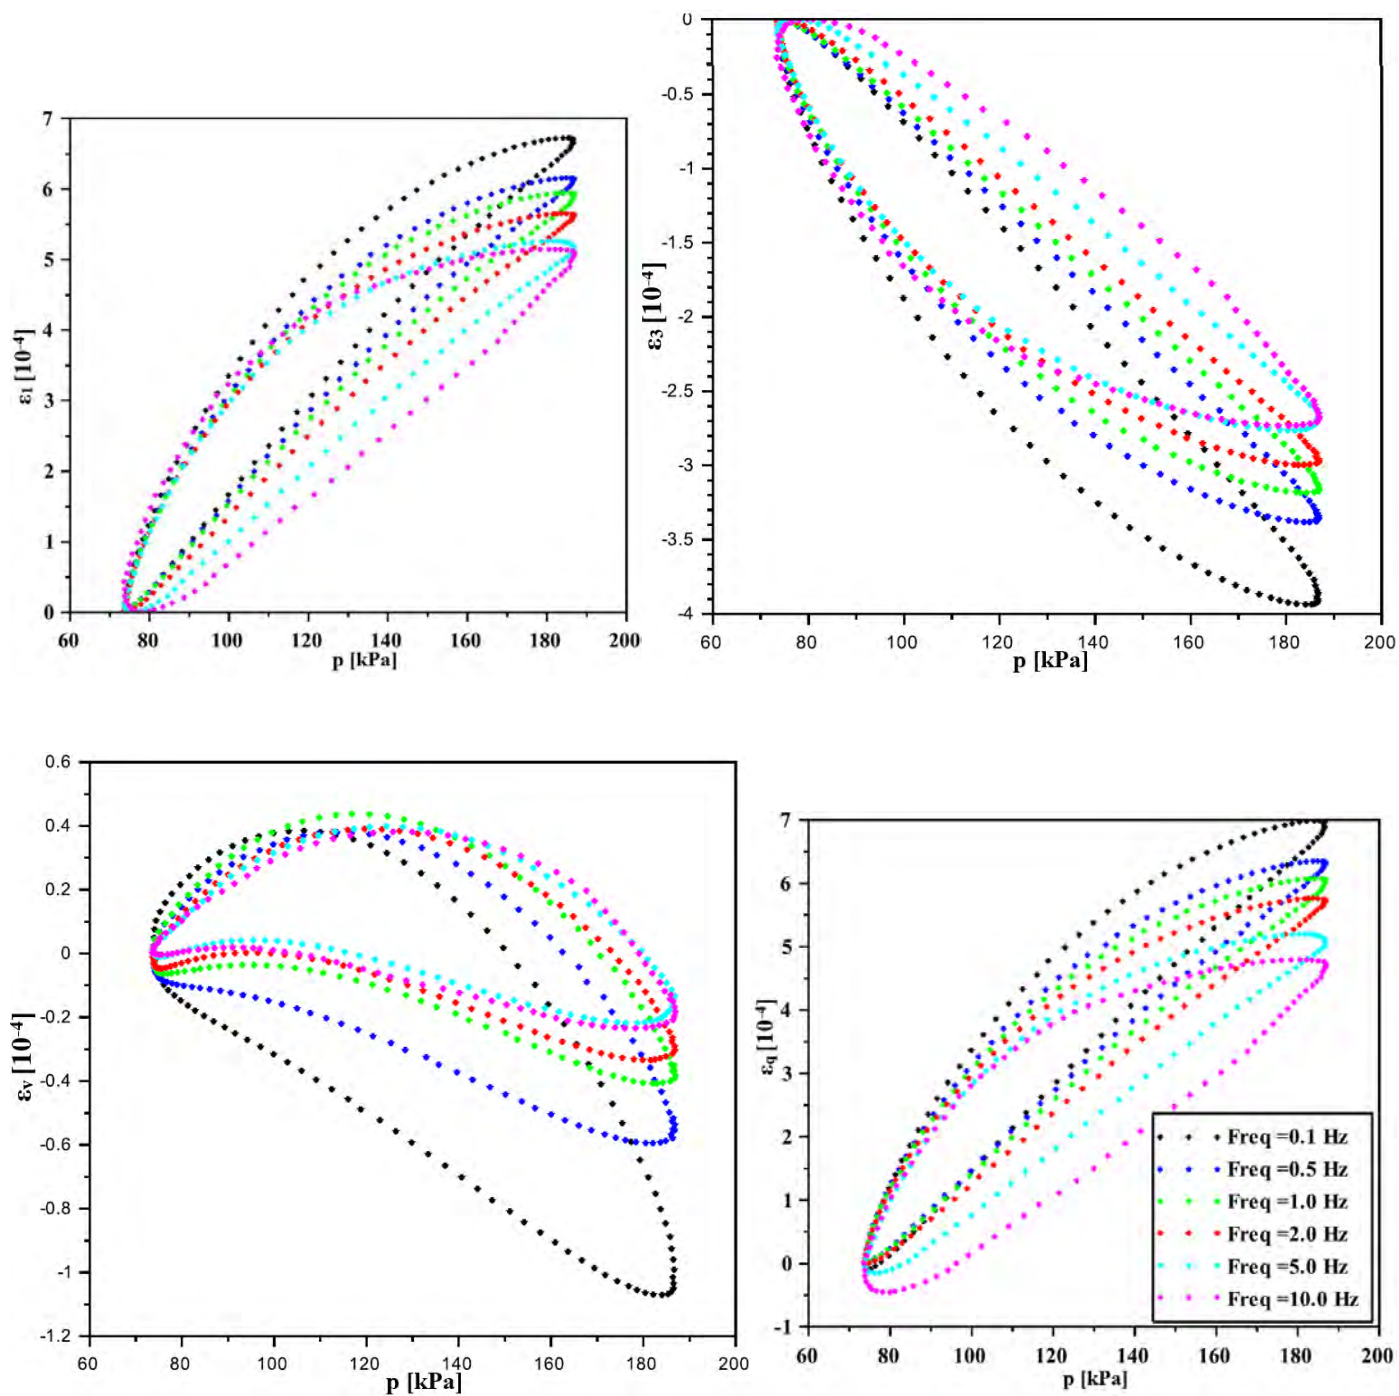 7
6
5
4
3
2
1
0
60 80 100 120 140 160 180 200
ε1 [10-4]
p [kPa]
0
-0.5
-1
-1.5
-2
-2.5
-3
-3.5
-4
60 80 100 120 140 160 180 200
ε3 [10-4]
p [kPa]
0.6
0.4
0.2
0
-0.2
-0.4
-0.6
-0.8
-1
-1.2
60 80 100 120 140 160 180 200
εv [10-4]
p [kPa]
7
6
5
4
3
2
1
0
-1
60 80 100 120 140 160 180 200
εq [10-4]
p [kPa]
Freq =0.1 Hz
Freq =0.5 Hz
Freq =1.0 Hz
Freq =2.0 Hz
Freq =5.0 Hz
Freq =10.0 Hz